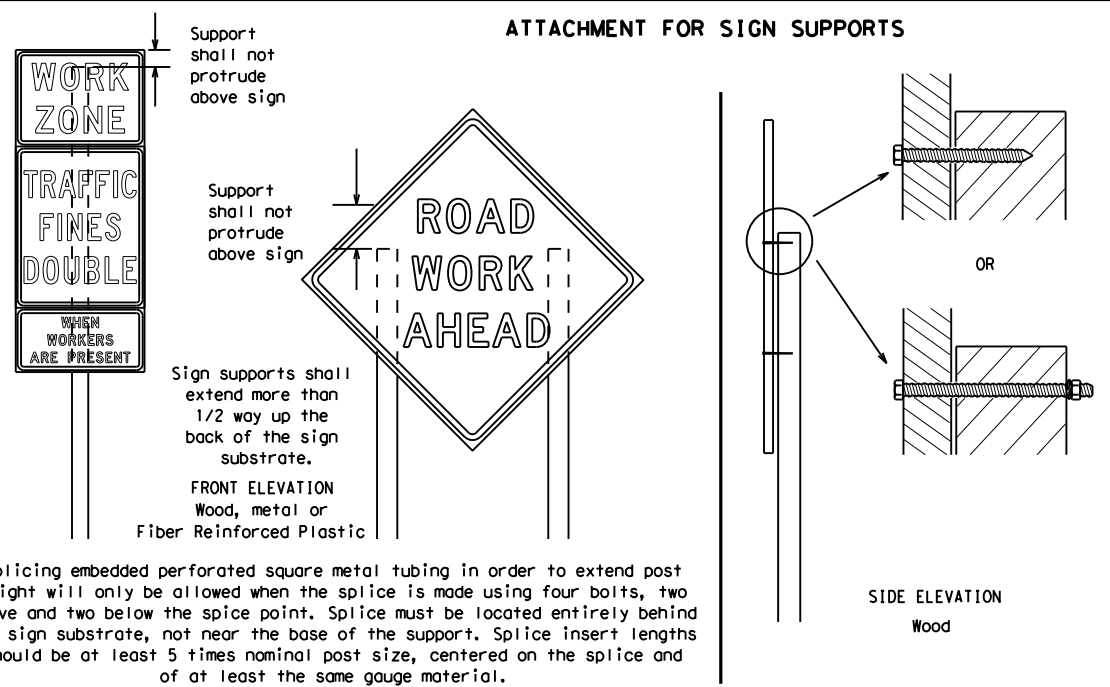 ATTACHMENT FOR SIGN SUPPORTS
Support
shall not
protrude
above sign
WORK
ZONE
TRAFFIC
FINES
DOUBLE
WHEN
WORKERS
ARE PRESENT
Support
shall not
protrude
above sign
ROAD
WORK
AHEAD
Sign supports shall
extend more than
1/2 way up the
back of the sign
substrate.
FRONT ELEVATION
Wood, metal or
Fiber Reinforced Plastic
plicing embedded perforated square metal tubing in order to extend post
ight will only be allowed when the splice is made using four bolts, two
ve and two below the spice point. Splice must be located entirely behind
sign substrate, not near the base of the support. Splice insert lengths
hould be at least 5 times nominal post size, centered on the splice and
of at least the same gauge material.
OR
SIDE ELEVATION
Wood